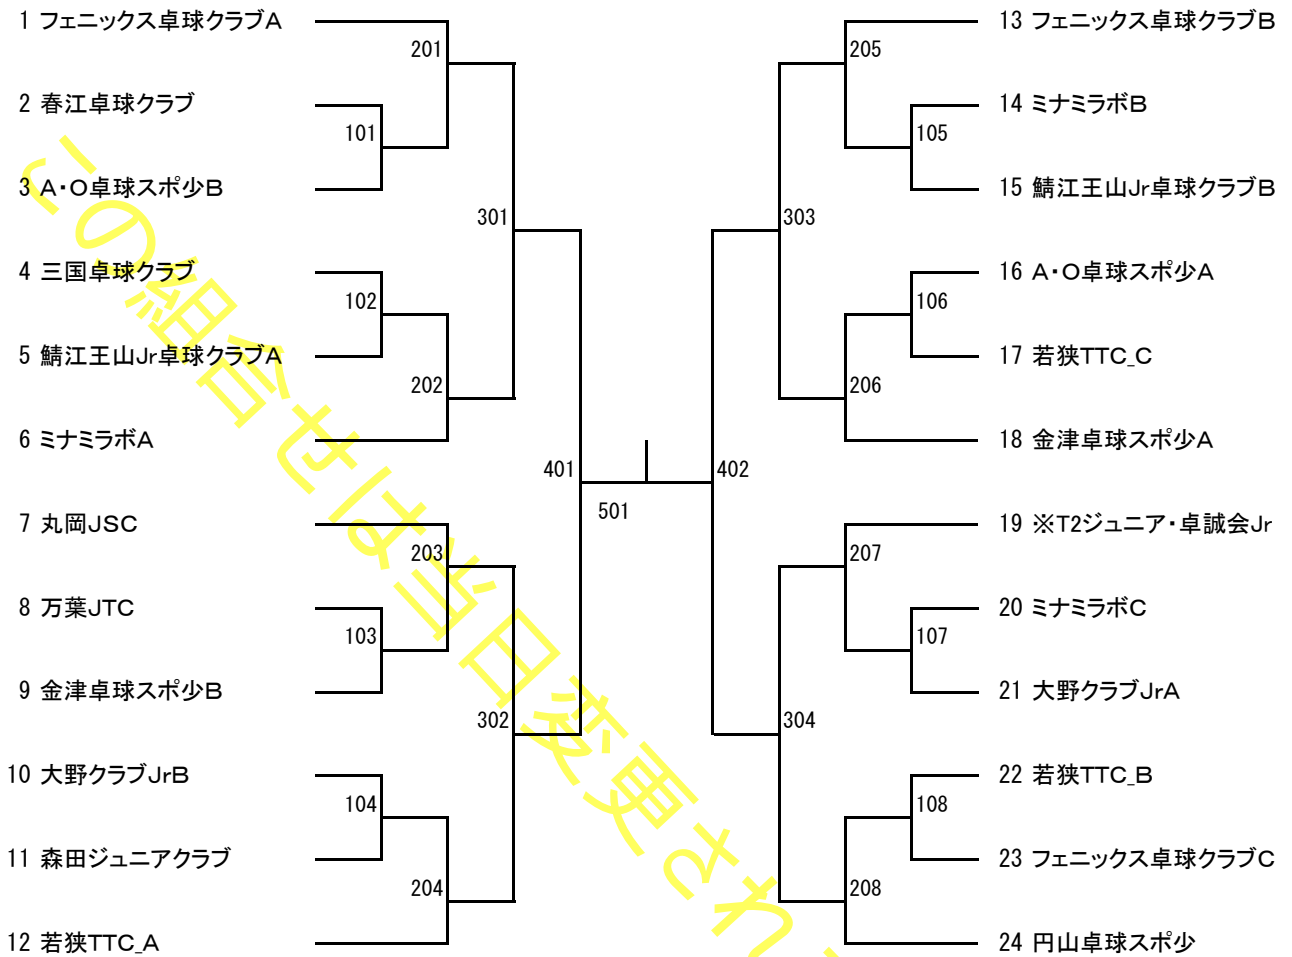 1 フェニックス卓球クラブA
2 春江卓球クラブ
3 A・O卓球スポ少B
4 三国卓球クラブ
5 鯖江王山Jr卓球クラブA
6 ミナミラボA
7 丸岡JSC
8 万葉JTC
9 金津卓球スポ少B
10 大野クラブJrB
11 森田ジュニアクラブ
12 若狭TTC_A
101
102
103
104
201
202
203
204
301
302
401
501
402
303
304
205
206
207
208
105
106
107
108
13 フェニックス卓球クラブB
14 ミナミラボB
15 鯖江王山Jr卓球クラブB
16 A・O卓球スポ少A
17 若狭TTC_C
18 金津卓球スポ少A
19 ※T2ジュニア・卓誠会Jr
20 ミナミラボC
21 大野クラブJrA
22 若狭TTC_B
23 フェニックス卓球クラブC
24 円山卓球スポ少
この組合せは当日変更され